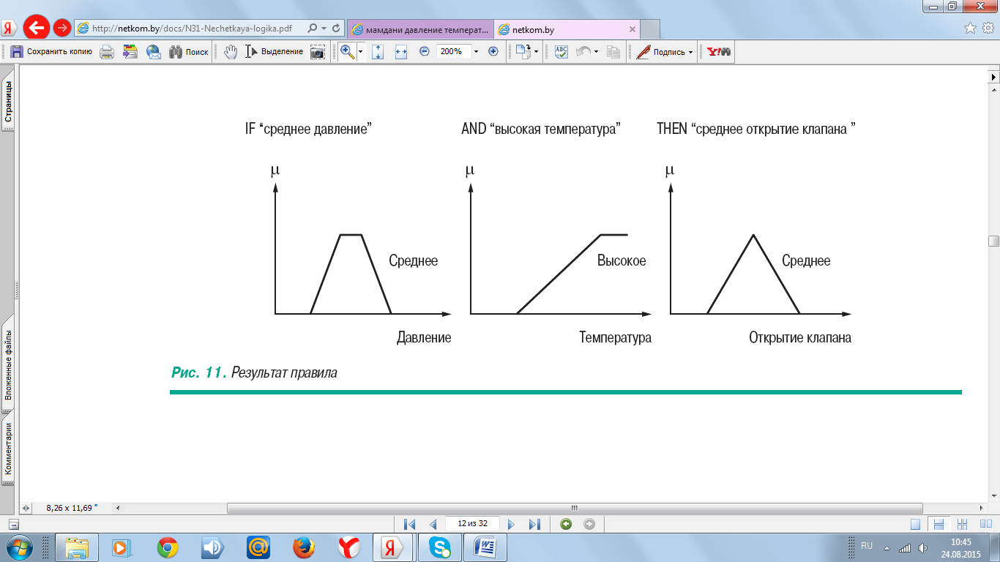 http://netkom.by/docs/N31-Nechetkaya-logika.pdf
мамдани давление температ...
netkom.by
Сохранить копию
Поиск
Выделение
200%
ABC
Подпись
Y!
Страницы
Вложенные файлы
Комментарии
IF “среднее давление”
AND “высокая температура”
THEN “среднее открытие клапана ”
μ
μ
μ
Среднее
Высокое
Среднее
Давление
Температура
Открытие клапана
Рис. 11. Результат правила
8,26 x 11,69 "
12 из 32
RU
10:45
24.08.2015